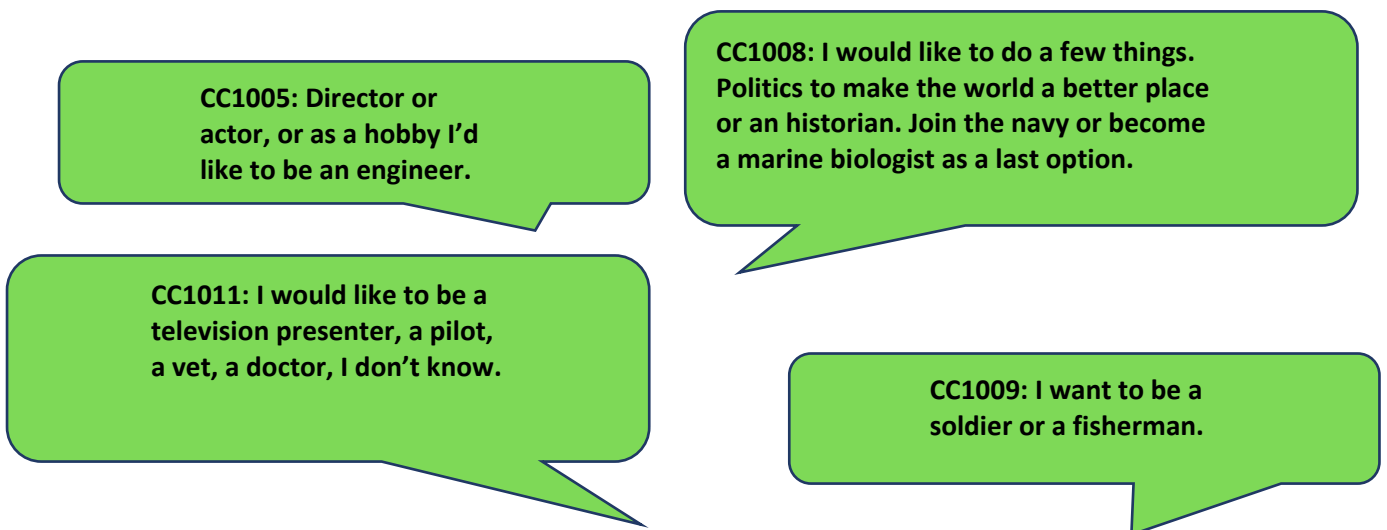 CC1005: Director or
actor, or as a hobby I’d
like to be an engineer.
CC1008: I would like to do a few things.
Politics to make the world a better place
or an historian. Join the navy or become
a marine biologist as a last option.
CC1011: I would like to be a
television presenter, a pilot,
a vet, a doctor, I don’t know.
CC1009: I want to be a
soldier or a fisherman.